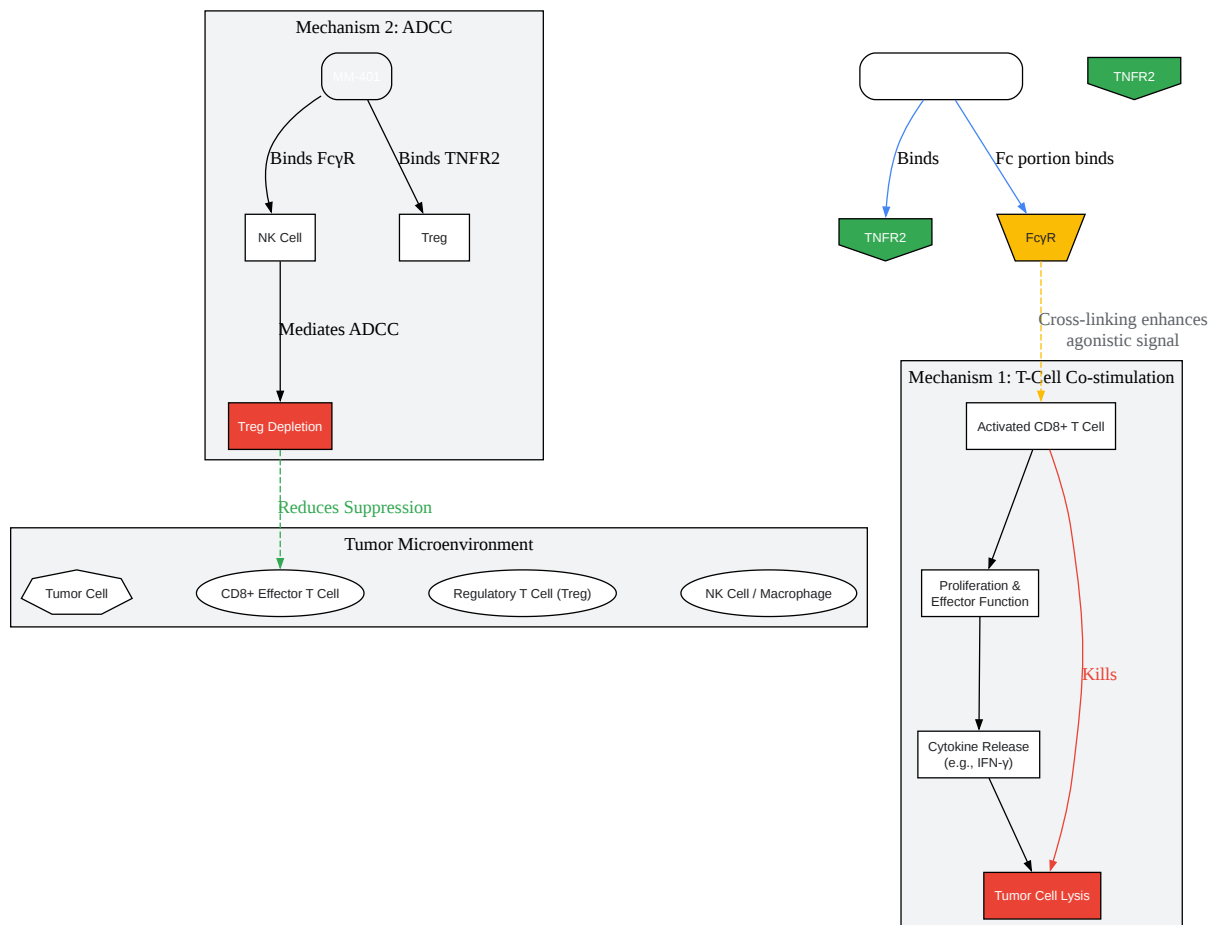 Mechanism 2: ADCC
MM-401
TNFR2
Binds FcγR
Binds TNFR2
Binds
Fc portion binds
NK Cell
Treg
TNFR2
FcγR
Mediates ADCC
Cross-linking enhances
agonistic signal
Mechanism 1: T-Cell Co-stimulation
Treg Depletion
Activated CD8+ T Cell
Reduces Suppression
Tumor Microenvironment
Tumor Cell
CD8+ Effector T Cell
Regulatory T Cell (Treg)
NK Cell / Macrophage
Proliferation &
Effector Function
Kills
Cytokine Release
(e.g., IFN-γ)
Tumor Cell Lysis